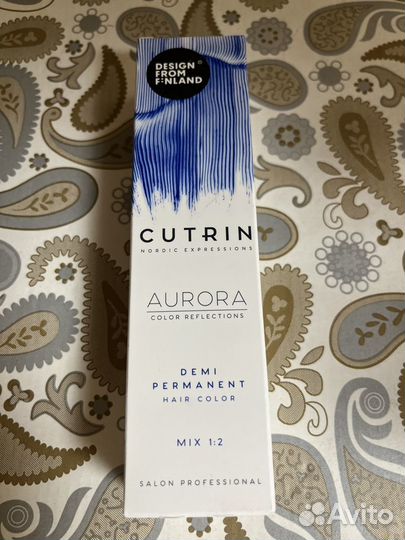 DESIGN
FROM
FINLAND
CUTRIN
NORDIC EXPRESSIONS
AURORA
COLOR REFLECTIONS
DEMI
PERMANENT
HAIR COLOR
MIX 1:2
SALON PROFESSIONAL
Avito